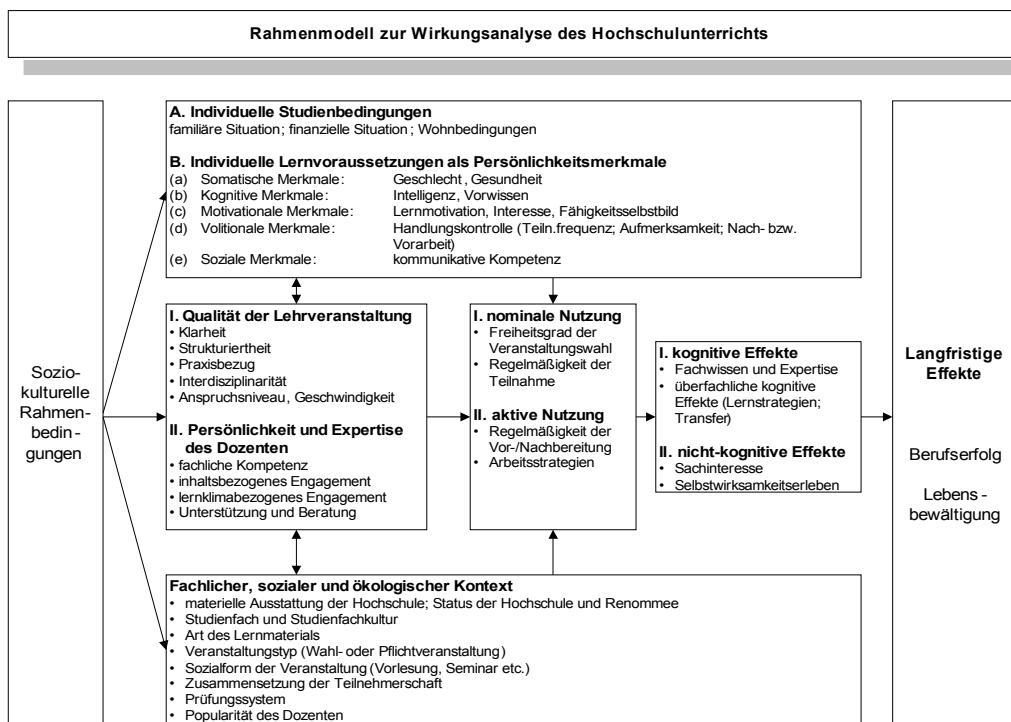 Rahmenmodell zur Wirkungsanalyse des Hochschulunterrichts
Sozio-
kulturelle
Rahmen-
bedin-
gungen
A. Individuelle Studienbedingungen
familiäre Situation; finanzielle Situation; Wohnbedingungen
B. Individuelle Lernvoraussetzungen als Persönlichkeitsmerkmale
(a) Somatische Merkmale: Geschlecht, Gesundheit
(b) Kognitive Merkmale: Intelligenz, Vorwissen
(c) Motivationale Merkmale: Lernmotivation, Interesse, Fähigkeitsselbstbild
(d) Volitionale Merkmale: Handlungskontrolle (Teiln.frequenz; Aufmerksamkeit; Nach- bzw.
Vorarbeit)
(e) Soziale Merkmale: kommunikative Kompetenz
I. Qualität der Lehrveranstaltung
• Klarheit
• Strukturiertheit
• Praxisbezug
• Interdisziplinarität
• Anspruchsniveau, Geschwindigkeit
II. Persönlichkeit und Expertise
des Dozenten
• fachliche Kompetenz
• inhaltsbezogenes Engagement
• lernklimabezogenes Engagement
• Unterstützung und Beratung
I. nominale Nutzung
• Freiheitsgrad der
Veranstaltungswahl
• Regelmäßigkeit der
Teilnahme
II. aktive Nutzung
• Regelmäßigkeit der
Vor-/Nachbereitung
• Arbeitsstrategien
I. kognitive Effekte
• Fachwissen und Expertise
• überfachliche kognitive
Effekte (Lernstrategien;
Transfer)
II. nicht-kognitive Effekte
• Sachinteresse
• Selbstwirksamkeitserleben
Langfristige
Effekte
Berufserfolg
Lebens-
bewältigung
Fachlicher, sozialer und ökologischer Kontext
• materielle Ausstattung der Hochschule; Status der Hochschule und Renommee
• Studienfach und Studienfachkultur
• Art des Lernmaterials
• Veranstaltungstyp (Wahl- oder Pflichtveranstaltung)
• Sozialform der Veranstaltung (Vorlesung, Seminar etc.)
• Zusammensetzung der Teilnehmerschaft
• Prüfungssystem
• Popularität des Dozenten